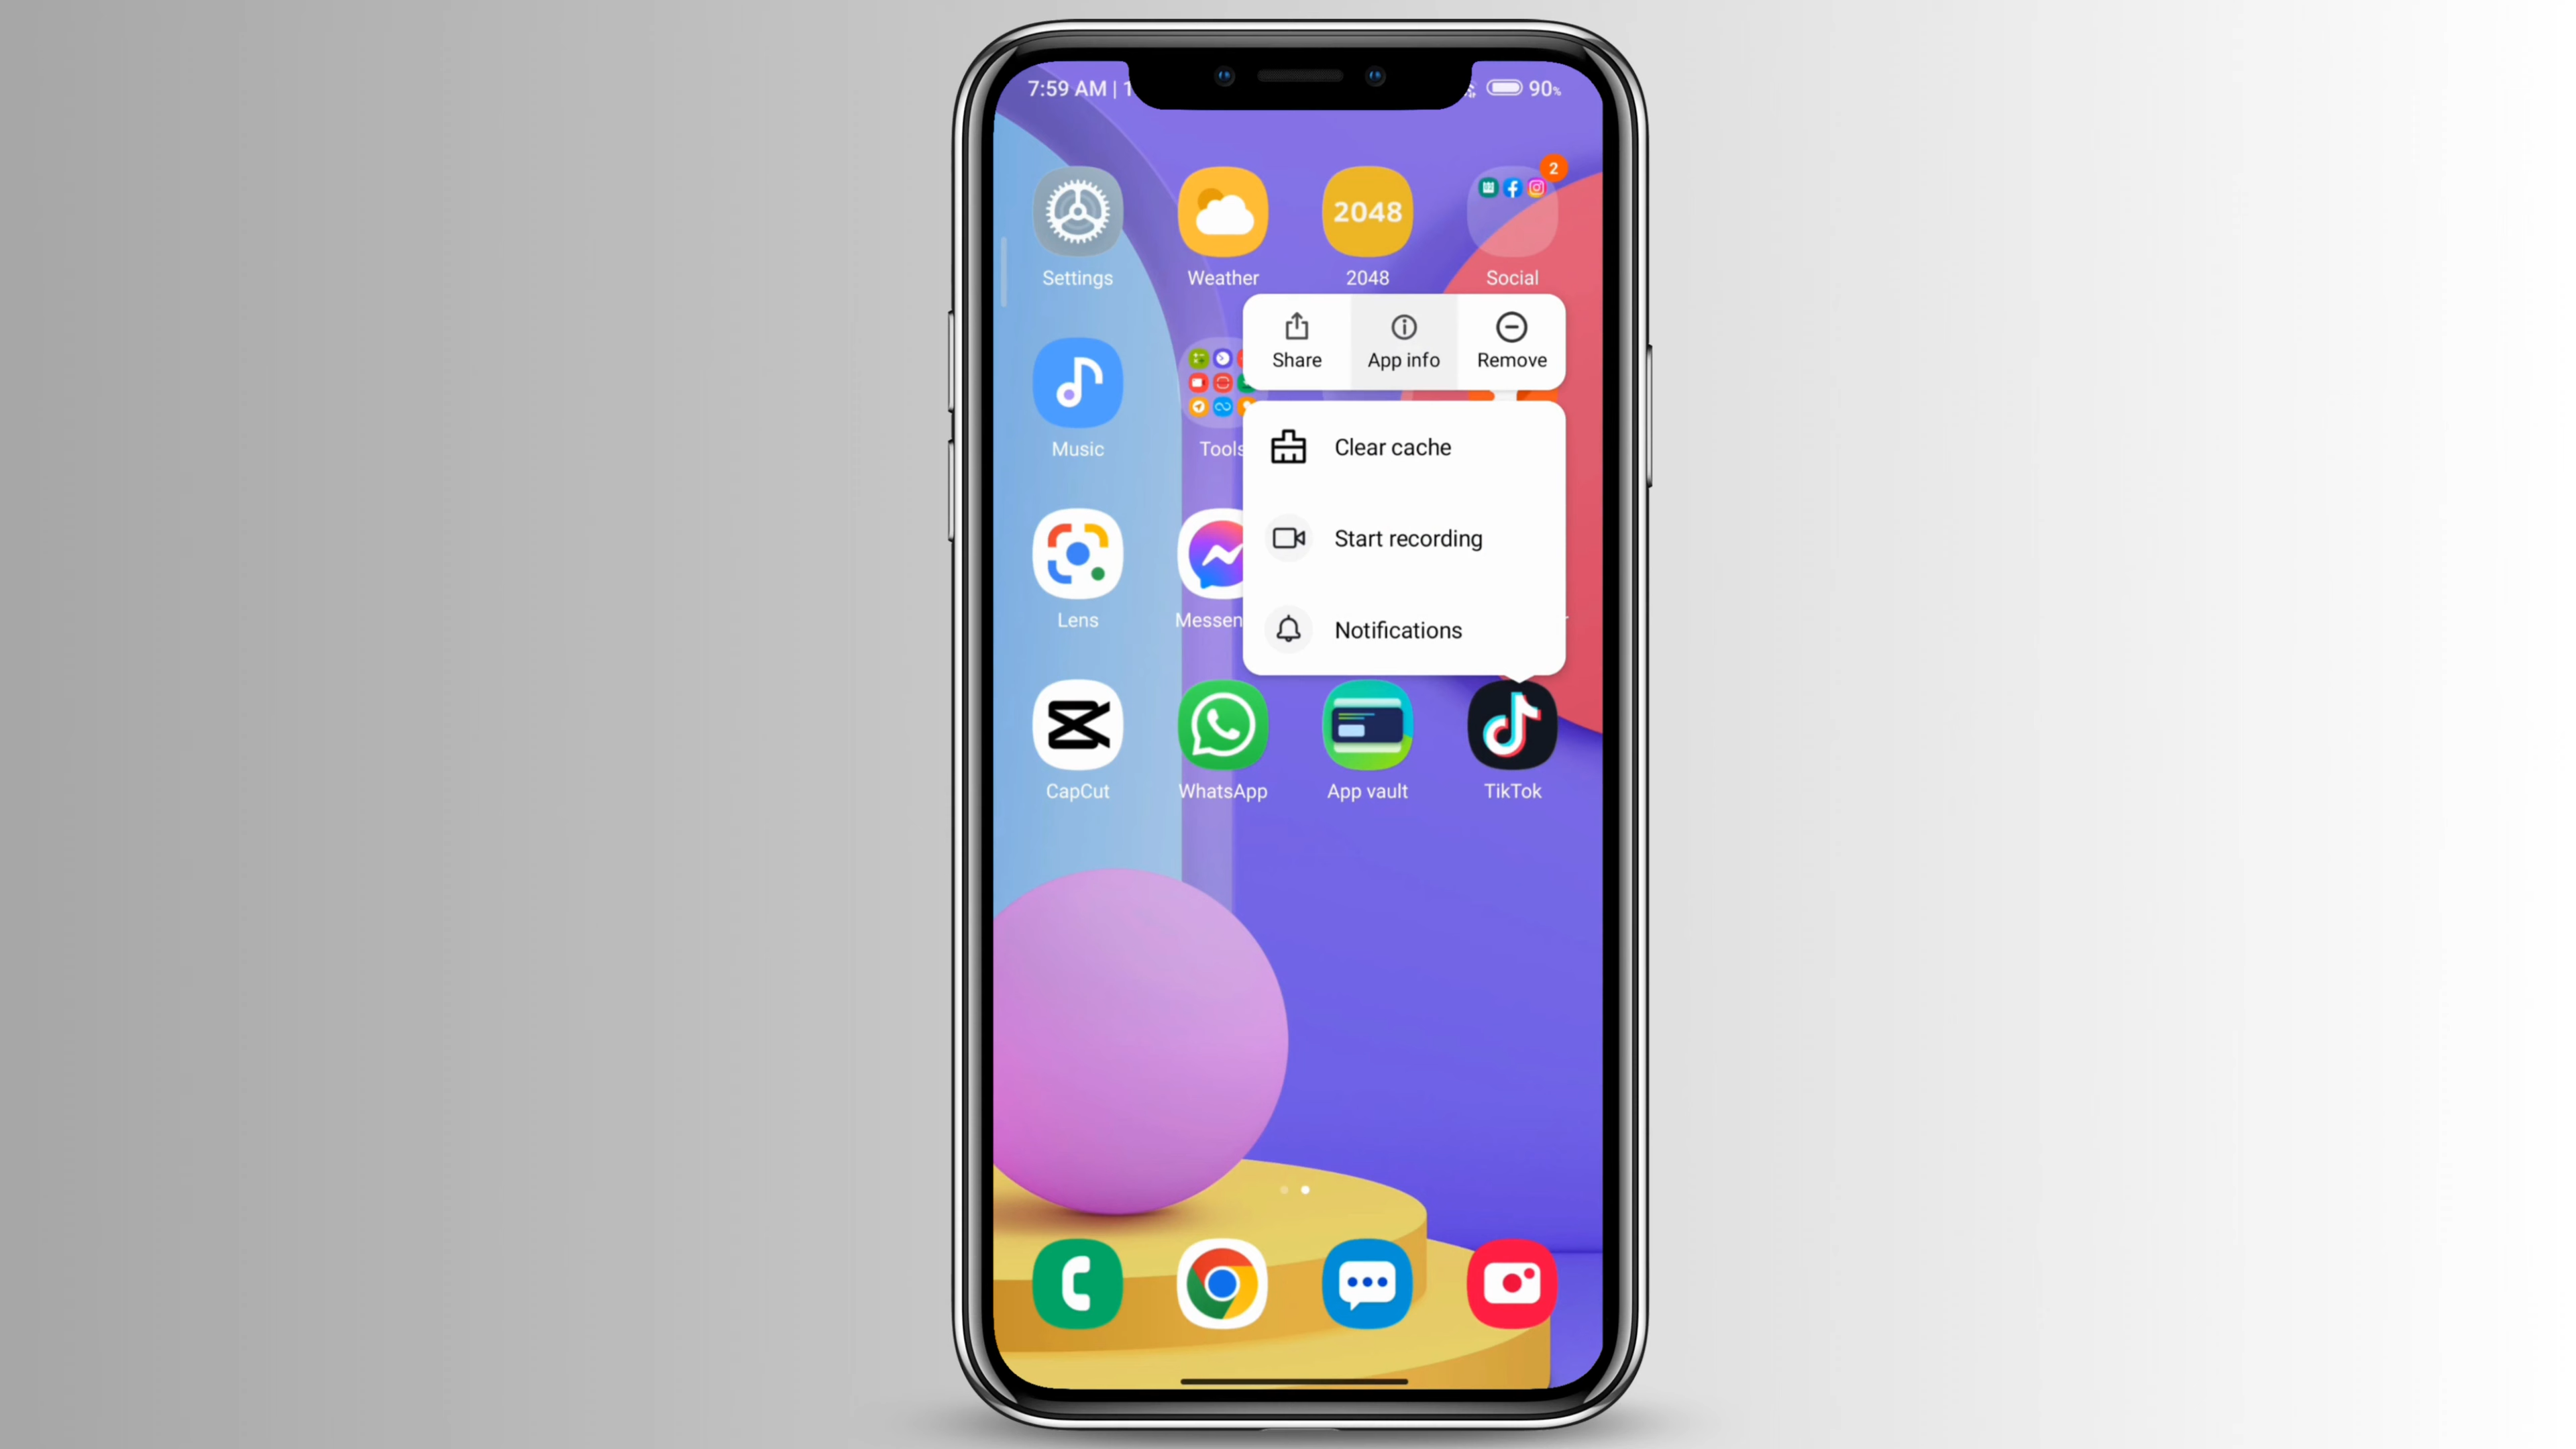 7:59 AM | 1
90%
2
2048
Settings
Weather
2048
Social
Share
App info
Remove
Music
Tools
Clear cache
Start recording
Lens
Messen
Notifications
CapCut
WhatsApp
App vault
TikTok